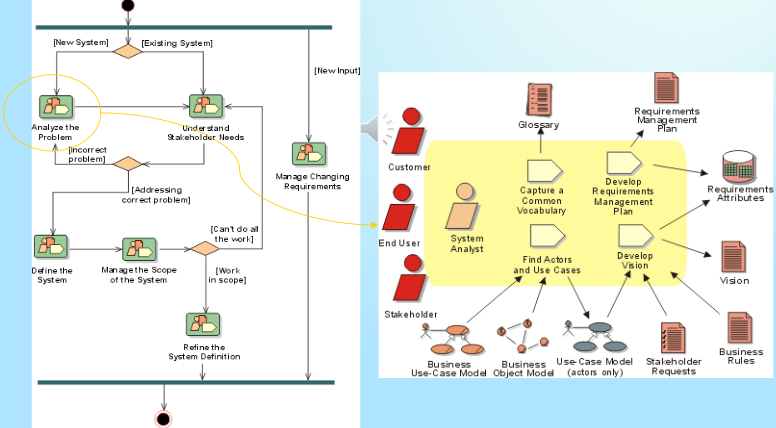 [New System]
[Existing System]
[New Input]
Analyze the
Problem
Understand
Stakeholder Needs
[Incorrect
problem]
Manage Changing
Requirements
[Addressing
correct problem]
[Can't do all
the work]
Define the
System
Manage the Scope
of the System
[Work
in scope]
Refine the
System Definition
Customer
End User
Stakeholder
System
Analyst
Glossary
Requirements
Management
Plan
Capture a
Common
Vocabulary
Develop
Requirements
Management
Plan
Requirements
Attributes
Find Actors
and Use Cases
Develop
Vision
Vision
Business
Use-Case Model
Business
Object Model
Use-Case Model
(actors only)
Stakeholder
Requests
Business
Rules